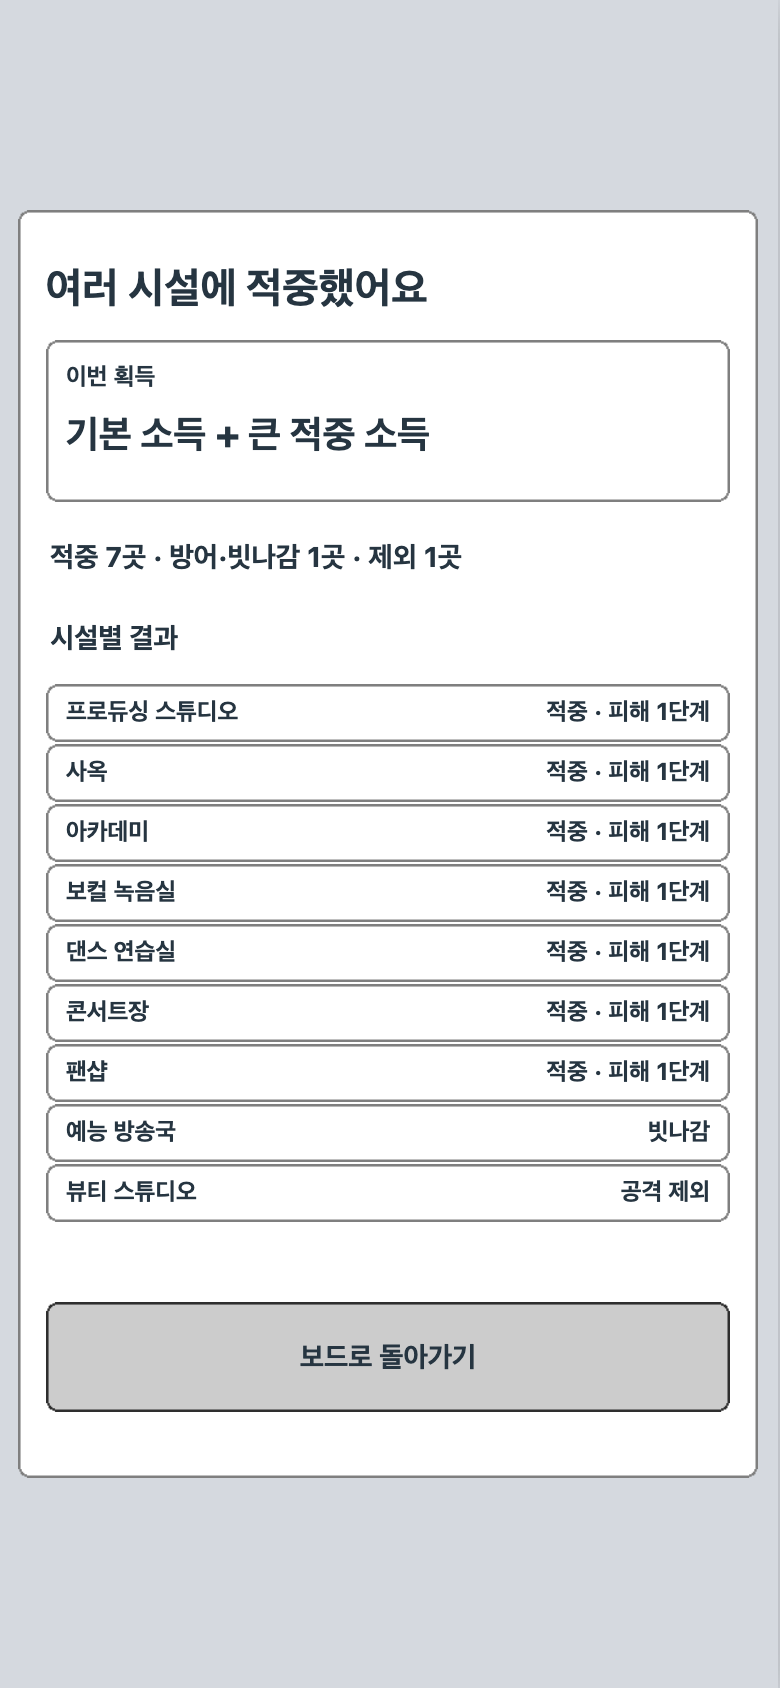 여러 시설에 적중했어요
이번 획득
기본 소득 + 큰 적중 소득
적중 7곳 · 방어·빗나감 1곳 · 제외 1곳
시설별 결과
프로듀싱 스튜디오 적중 · 피해 1단계
사옥 적중 · 피해 1단계
아카데미 적중 · 피해 1단계
보컬 녹음실 적중 · 피해 1단계
댄스 연습실 적중 · 피해 1단계
콘서트장 적중 · 피해 1단계
팬샵 적중 · 피해 1단계
예능 방송국 빗나감
뷰티 스튜디오 공격 제외
보드로 돌아가기